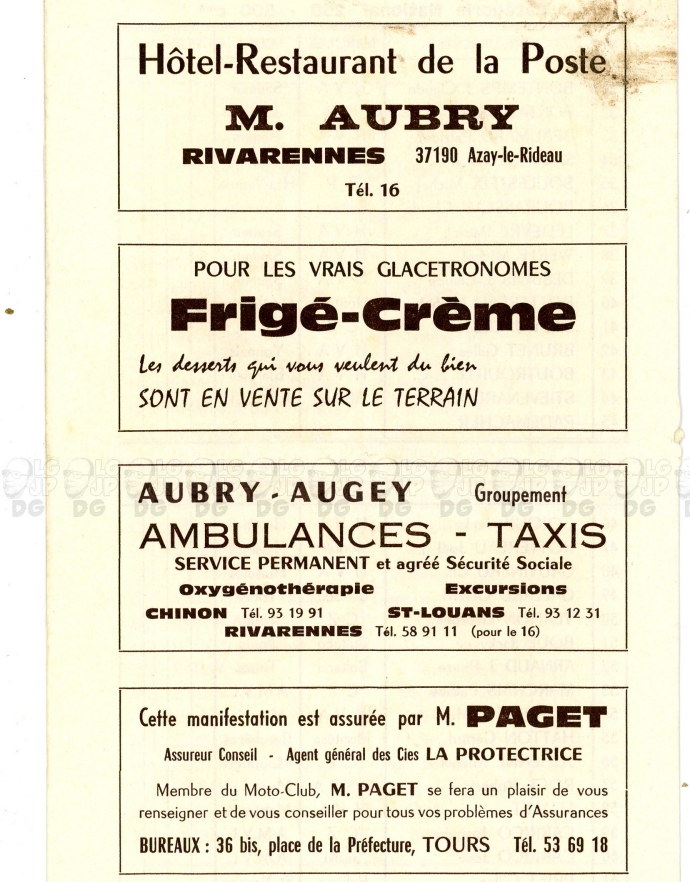 Hôtel-Restaurant de la Poste
M. AUBRY
RIVARENNES 37190 Azay-le-Rideau
Tél. 16
POUR LES VRAIS GLACETRONOMES
Frigé-Crème
Les desserts qui vous veulent du bien
SONT EN VENTE SUR LE TERRAIN
AUBRY - AUGEY Groupement
AMBULANCES - TAXIS
SERVICE PERMANENT et agréé Sécurité Sociale
Oxygénothérapie Excursions
CHINON Tél. 93 19 91 ST-LOUANS Tél. 93 12 31
RIVARENNES Tél. 58 91 11 (pour le 16)
Cette manifestation est assurée par M. PAGET
Assureur Conseil - Agent général des Cies LA PROTECTRICE
Membre du Moto-Club, M. PAGET se fera un plaisir de vous
renseigner et de vous conseiller pour tous vos problèmes d'Assurances
BUREAUX : 36 bis, place de la Préfecture, TOURS Tél. 53 69 18